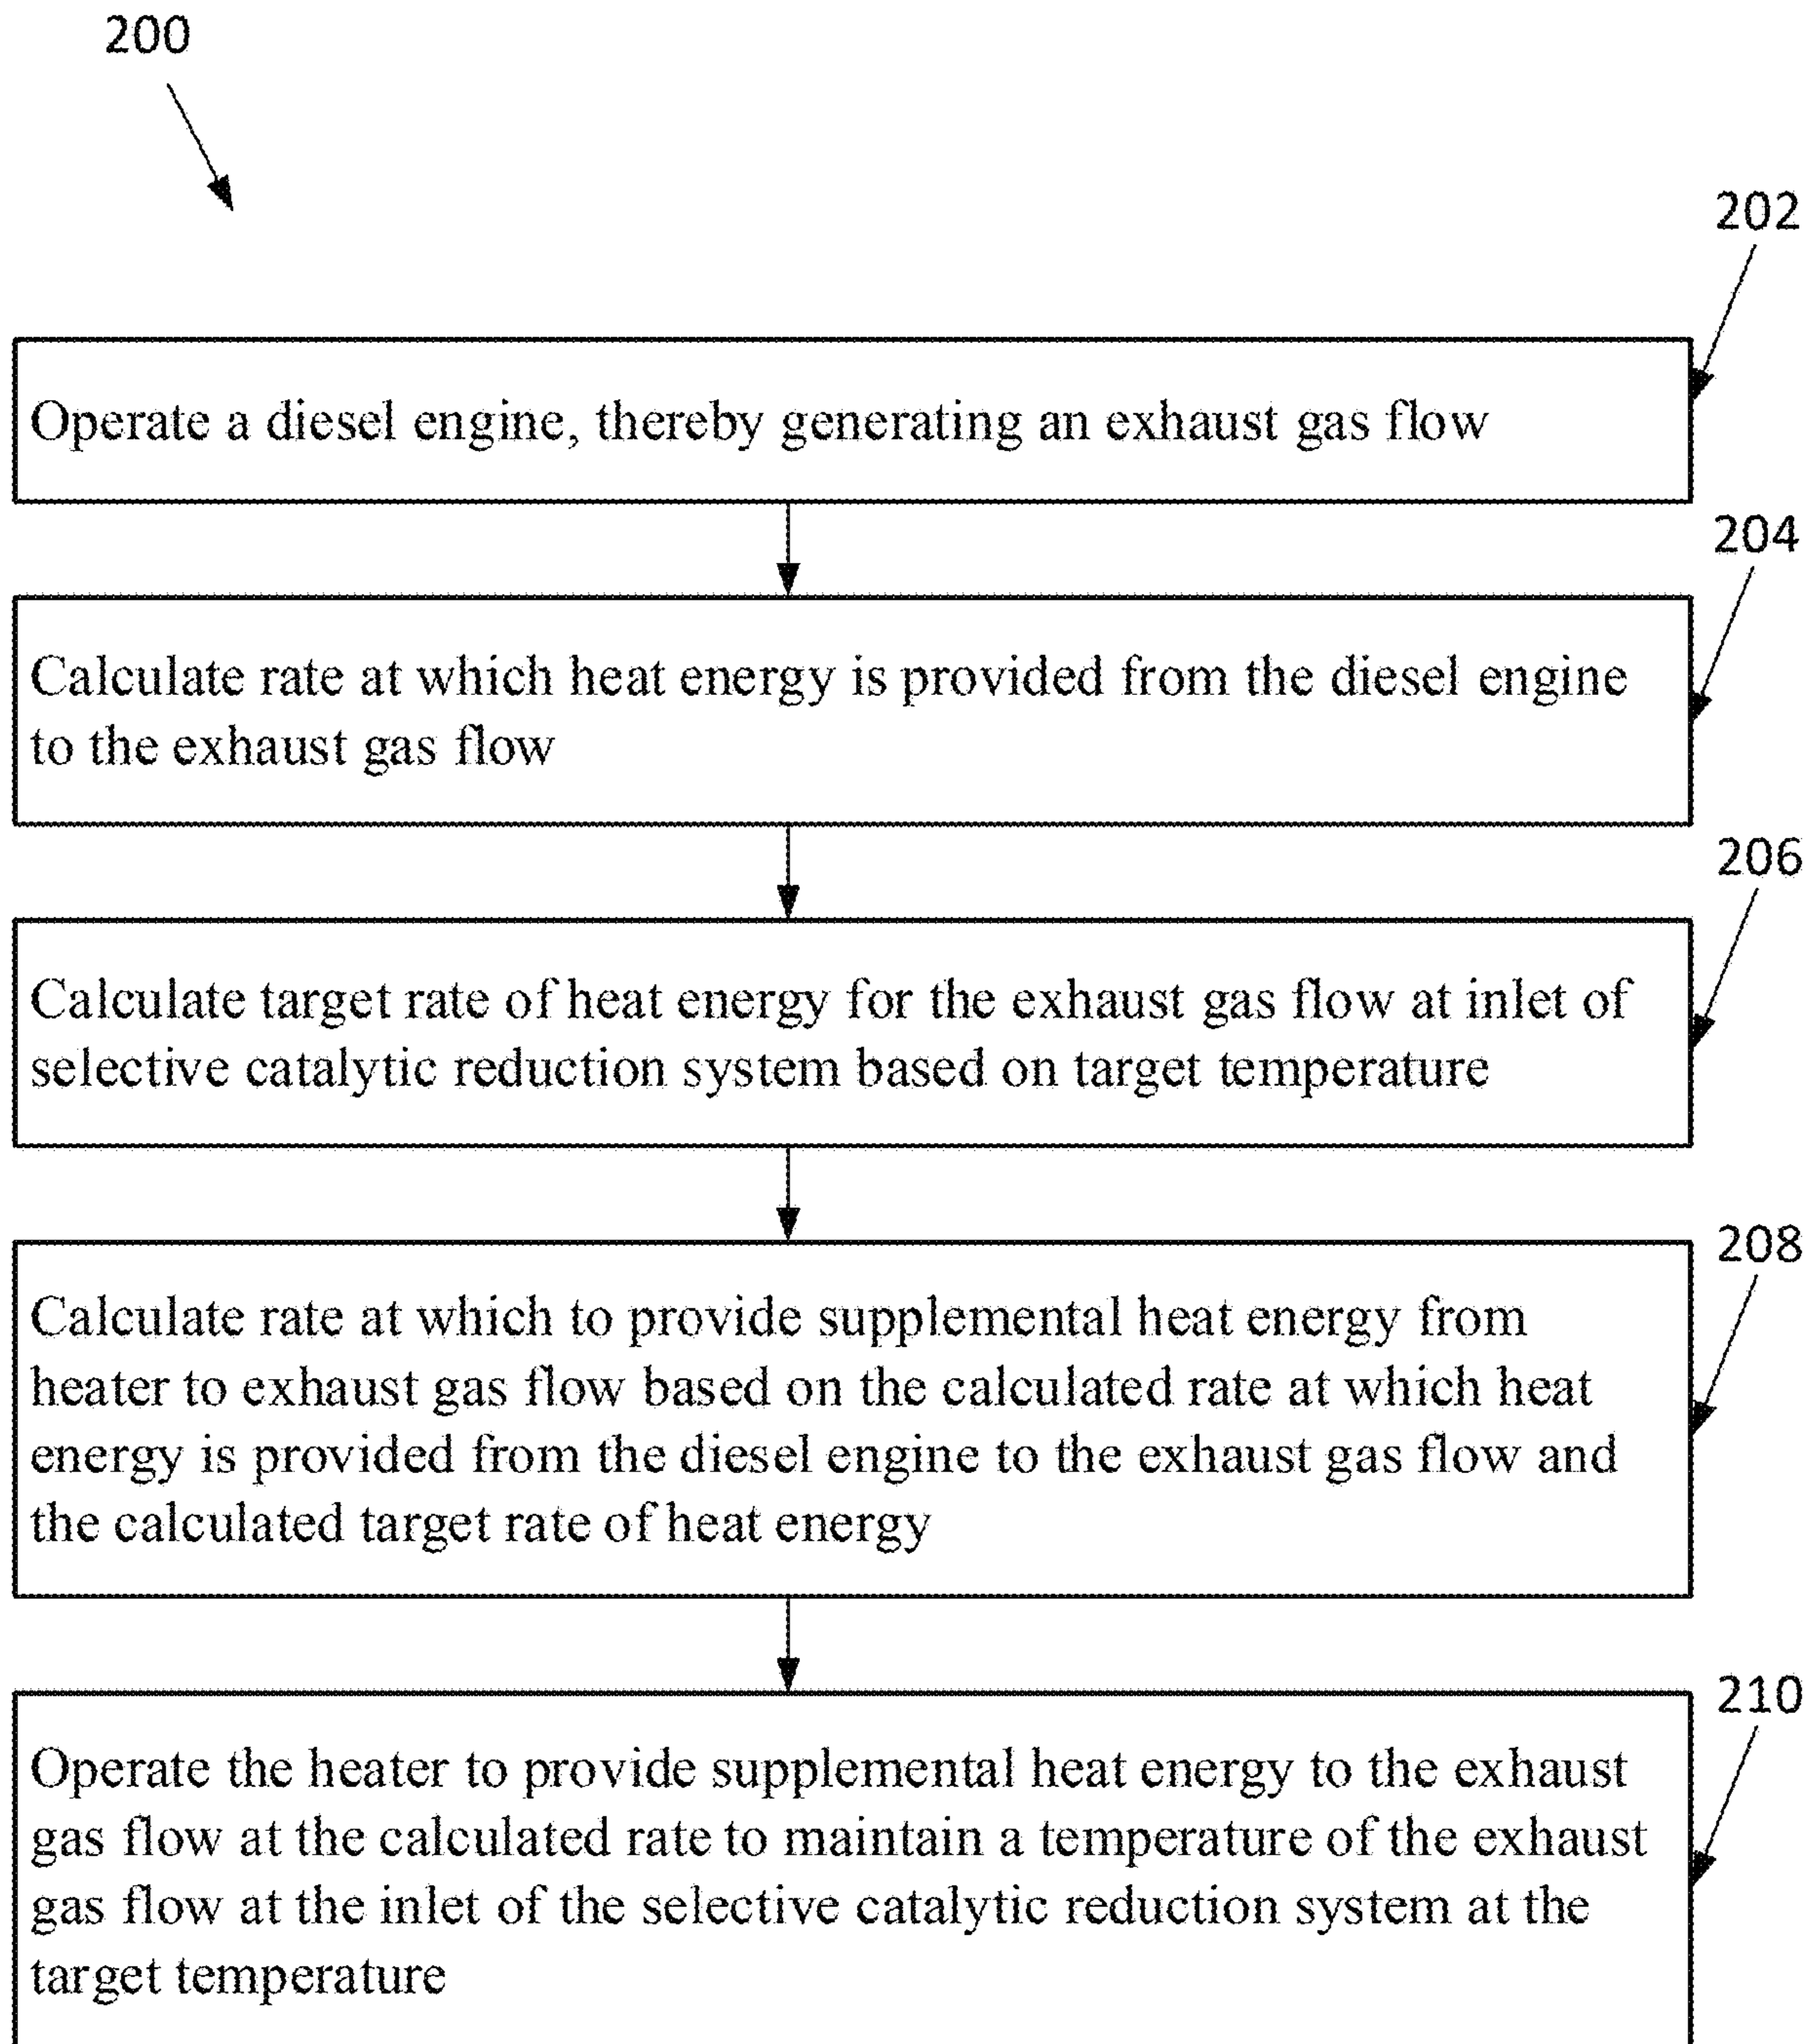 200
202
Operate a diesel engine, thereby generating an exhaust gas flow
204
Calculate rate at which heat energy is provided from the diesel engine
to the exhaust gas flow
206
Calculate target rate of heat energy for the exhaust gas flow at inlet of
selective catalytic reduction system based on target temperature
208
Calculate rate at which to provide supplemental heat energy from
heater to exhaust gas flow based on the calculated rate at which heat
energy is provided from the diesel engine to the exhaust gas flow and
the calculated target rate of heat energy
210
Operate the heater to provide supplemental heat energy to the exhaust
gas flow at the calculated rate to maintain a temperature of the exhaust
gas flow at the inlet of the selective catalytic reduction system at the
target temperature